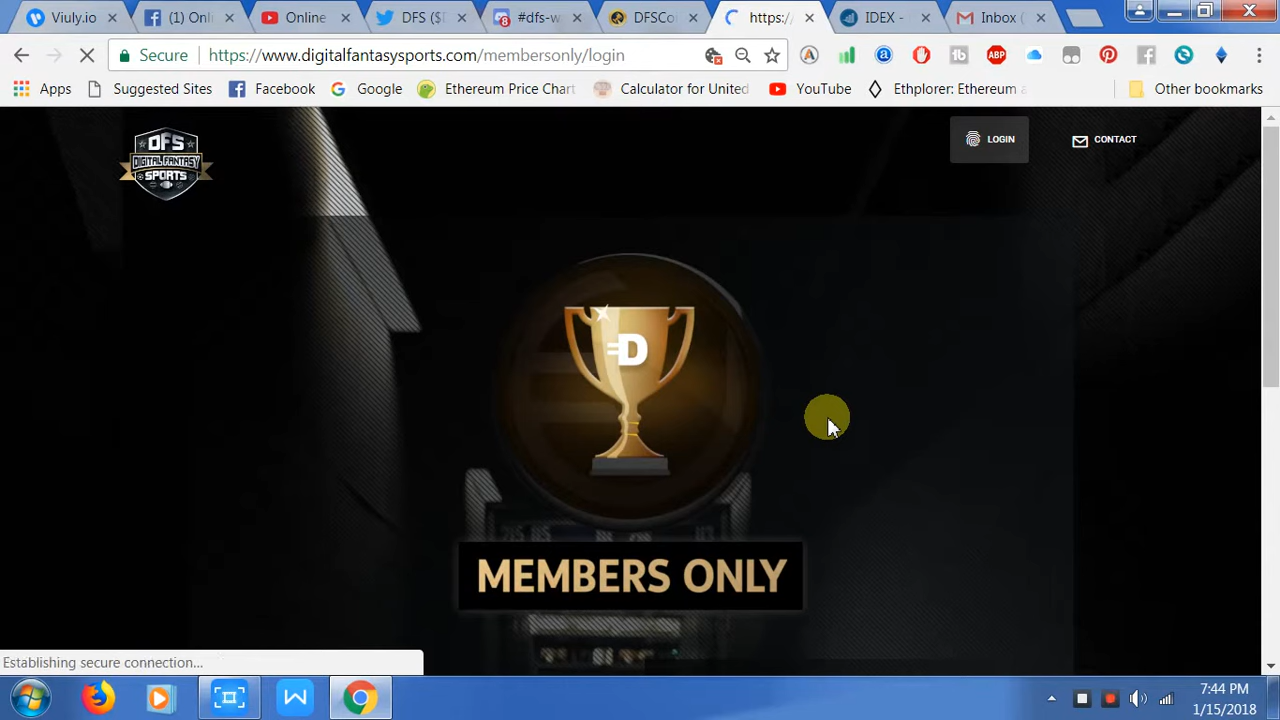 Viuly.io
(1) Onl
Online
DFS (S
#dfs-w
DFSCo
https:/
IDEX
Inbox (
Secure https://www.digitalfantasysports.com/membersonly/login
Apps Suggested Sites Facebook Google Ethereum Price Chart Calculator for United YouTube Ethplorer: Ethereum a Other bookmarks
DFS
DIGITAL FANTASY
SPORTS
LOGIN
CONTACT
D
MEMBERS ONLY
Establishing secure connection...
7:44 PM
1/15/2018